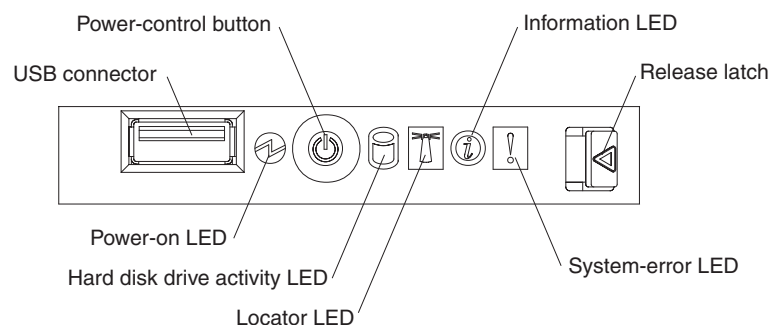 Power-control button
Information LED
USB connector
Release latch
Power-on LED
Hard disk drive activity LED
System-error LED
Locator LED